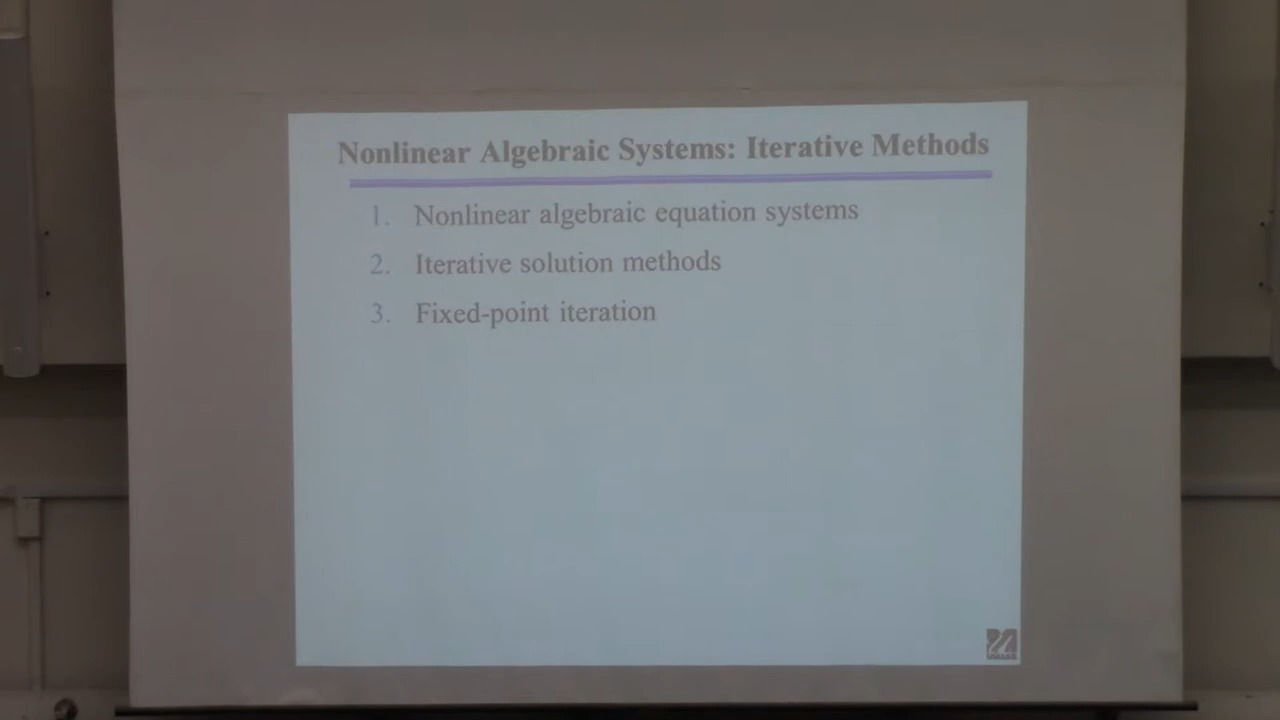 Nonlinear Algebraic Systems: Iterative Methods
1. Nonlinear algebraic equation systems
2. Iterative solution methods
3. Fixed-point iteration